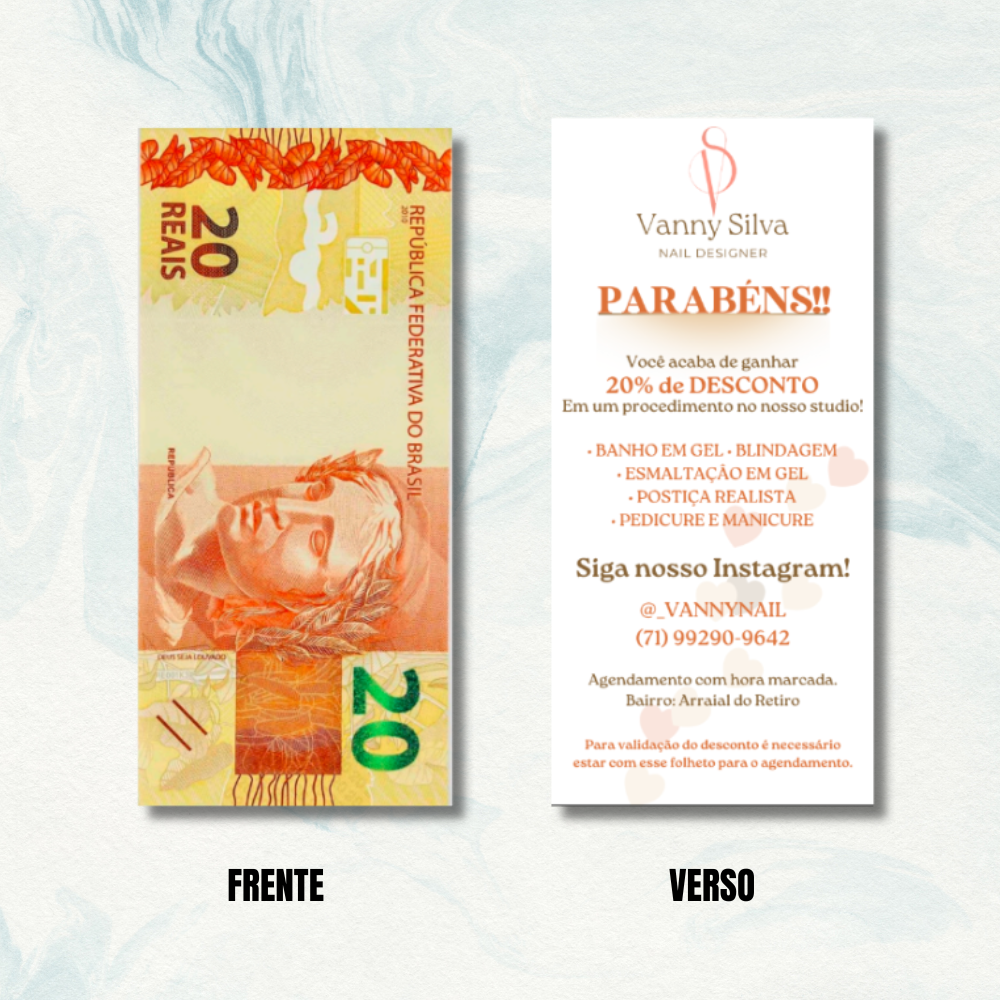 20
REAIS
REPÚBLICA FEDERATIVA DO BRASIL
2010
REPÚBLICA
DEUS SEJA LOUVADO
20
FRENTE
Vanny Silva
NAIL DESIGNER
PARABÉNS!!
Você acaba de ganhar
20% de DESCONTO
Em um procedimento no nosso studio!
• BANHO EM GEL • BLINDAGEM
• ESMALTAÇÃO EM GEL
• POSTIÇA REALISTA
• PEDICURE E MANICURE
Siga nosso Instagram!
@_VANNYNAIL
(71) 99290-9642
Agendamento com hora marcada.
Bairro: Arraial do Retiro
Para validação do desconto é necessário
estar com esse folheto para o agendamento.
VERSO